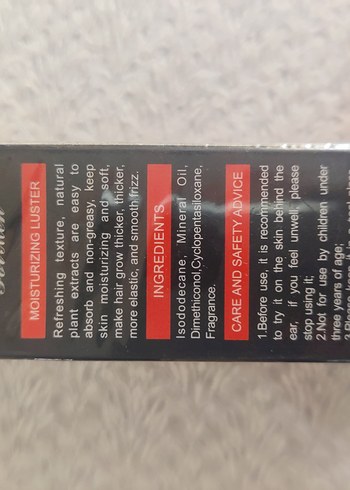 MOISTURIZING LUSTER
Refreshing texture, natural
plant extracts are easy to
absorb and non-greasy, keep
skin moisturizing and soft,
make hair grow thicker, thicker,
more elastic, and smooth frizz.
INGREDIENTS
Isododecane, Mineral Oil,
Dimethiconol,Cyclopentasiloxane,
Fragrance.
CARE AND SAFETY ADVICE
1.Before use, it is recommended
to try it on the skin behind the
ear, if you feel unwell, please
stop using it;
2.Not for use by children under
three years of age;